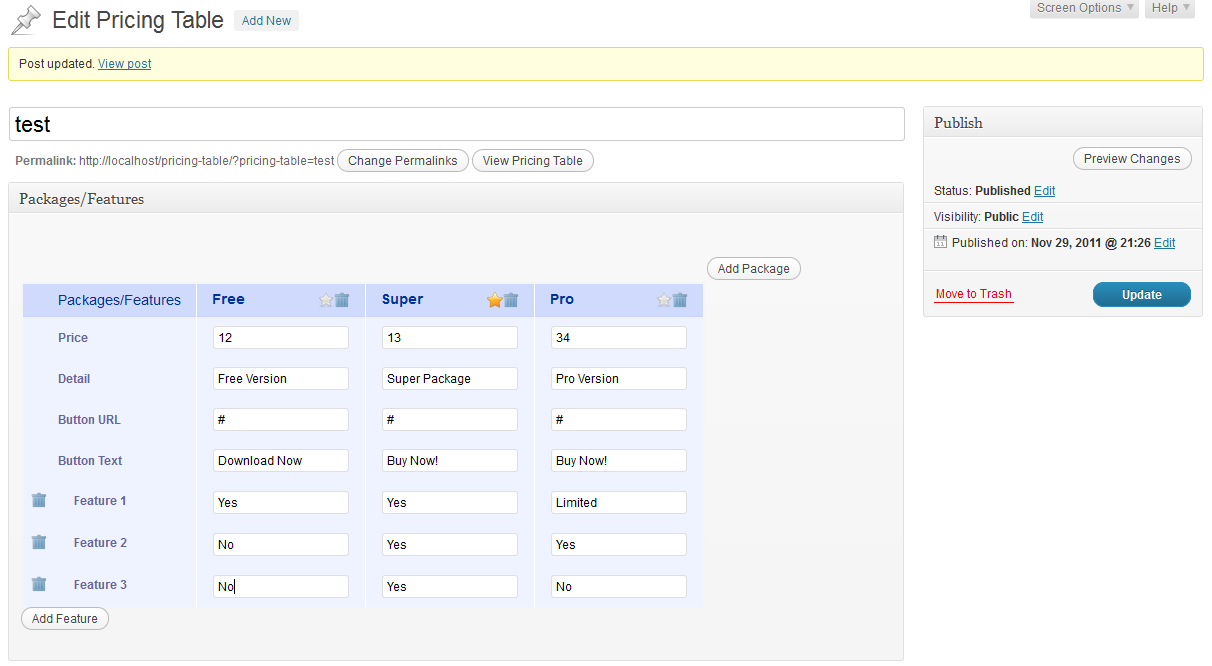 Edit Pricing Table Add New Screen Options Help
Post updated. View post
test
Permalink: http://localhost/pricing-table/?pricing-table=test Change Permalinks View Pricing Table
Packages/Features
Add Package
Packages/Features Free Super Pro
Price 12 13 34
Detail Free Version Super Package Pro Version
Button URL # # #
Button Text Download Now Buy Now! Buy Now!
Feature 1 Yes Yes Limited
Feature 2 No Yes Yes
Feature 3 No Yes No
Add Feature
Publish
Preview Changes
Status: Published Edit
Visibility: Public Edit
Published on: Nov 29, 2011 @ 21:26 Edit
Move to Trash Update